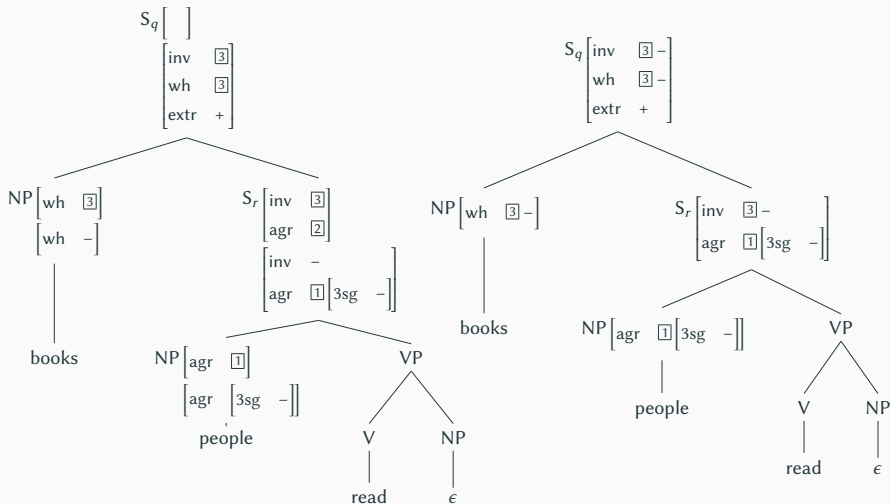 S_q [ ]
[inv 3
wh 3
extr +]
NP [wh 3]
[wh –]
books
S_r [inv 3
agr 2]
[inv –
agr 1 [3sg –]]
NP [agr 1]
[agr [3sg –]]
people
VP
V NP
read ϵ
S_q [inv 3 –
wh 3 –
extr +]
NP [wh 3 –]
books
S_r [inv 3 –
agr 1 [3sg –]]
NP [agr 1 [3sg –]]
people
VP
V NP
read ϵ